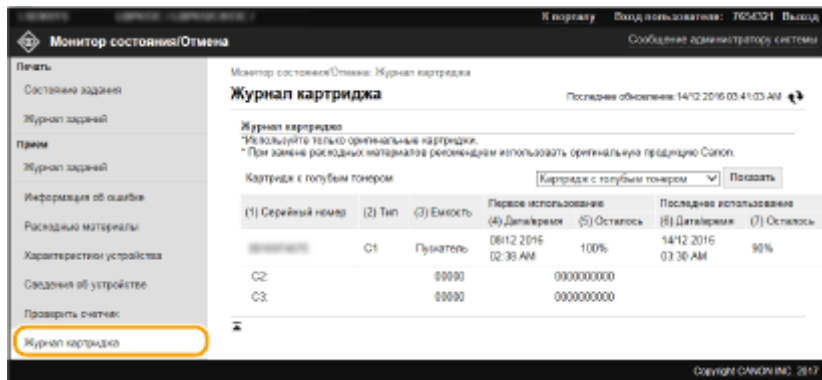 К порталу Вход пользователя: 7654321 Выход
Монитор состояния/Отмена
Сообщение администратору системы
Печать
Состояние задания
Журнал заданий
Прием
Журнал заданий
Информация об ошибке
Расходные материалы
Характеристики устройства
Сведения об устройстве
Проверить счетчик
Журнал картриджа
Монитор состояния/Отмена: Журнал картриджа
Журнал картриджа
Последнее обновление: 14/12 2016 03:41:03 AM
Журнал картриджа
*Используйте только оригинальные картриджи.
* При замене расходных материалов рекомендуем использовать оригинальную продукцию Canon.
Картридж с голубым тонером
Картридж с голубым тонером
Показать
(1) Серийный номер (2) Тип (3) Емкость Первое использование Последнее использование
(4) Дата/время (5) Осталось (6) Дата/время (7) Осталось
C1 Пускатель 08/12 2016 02:38 AM 100% 14/12 2016 03:30 AM 90%
C2: 00000 0000000000
C3: 00000 0000000000
Copyright CANON INC. 2017